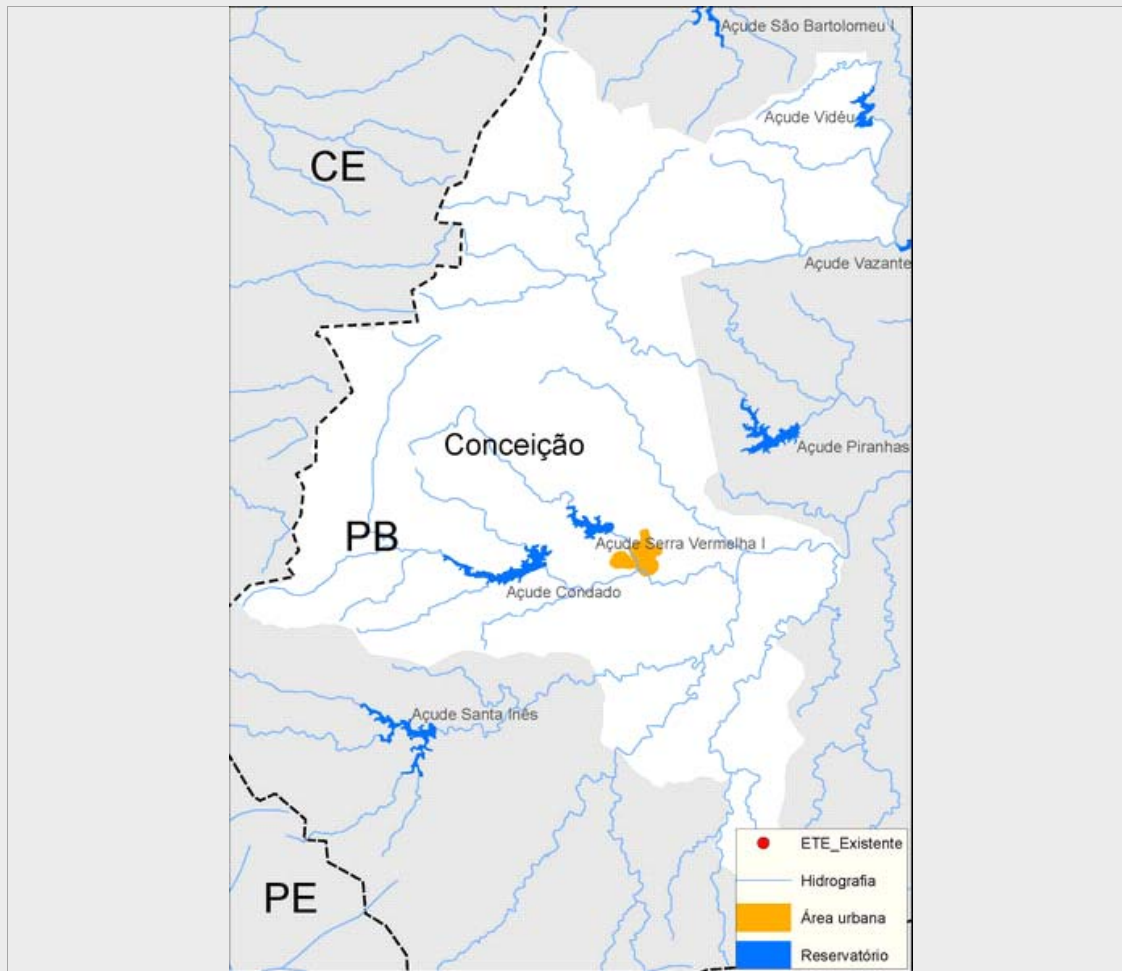 Açude São Bartolomeu I
Açude Vidéu
CE
Açude Vazante
Conceição
Açude Piranhas
PB
Açude Serra Vermelha I
Açude Condado
Açude Santa Inês
PE
ETE_Existente
Hidrografia
Área urbana
Reservatório